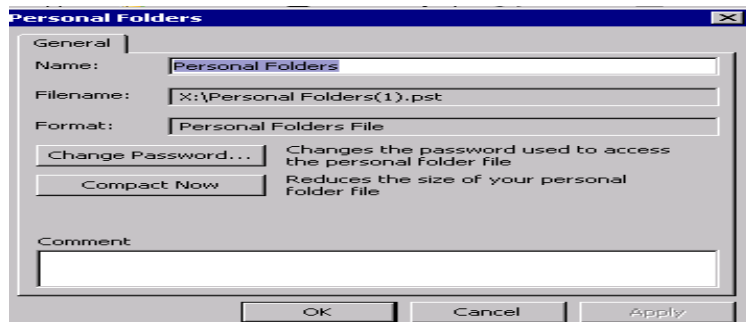 Personal Folders
General
Name: Personal Folders
Filename: X:\Personal Folders(1).pst
Format: Personal Folders File
Change Password... Changes the password used to access
the personal folder file
Compact Now Reduces the size of your personal
folder file
Comment
OK Cancel Apply